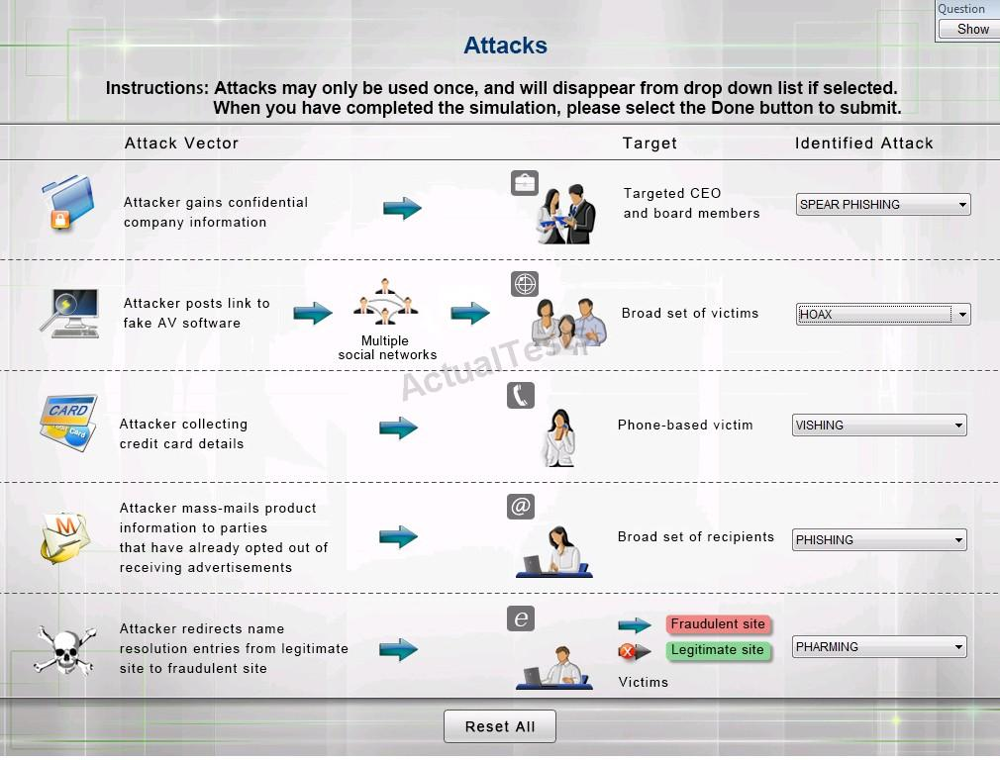 Question
Show
Attacks
Instructions: Attacks may only be used once, and will disappear from drop down list if selected.
When you have completed the simulation, please select the Done button to submit.
Attack Vector
Target
Identified Attack
Attacker gains confidential
company information
Targeted CEO
and board members
SPEAR PHISHING
Attacker posts link to
fake AV software
Multiple
social networks
Broad set of victims
HOAX
CARD
Attacker collecting
credit card details
Phone-based victim
VISHING
Attacker mass-mails product
information to parties
that have already opted out of
receiving advertisements
M
@
Broad set of recipients
PHISHING
Attacker redirects name
resolution entries from legitimate
site to fraudulent site
e
Fraudulent site
X
Legitimate site
Victims
PHARMING
Reset All